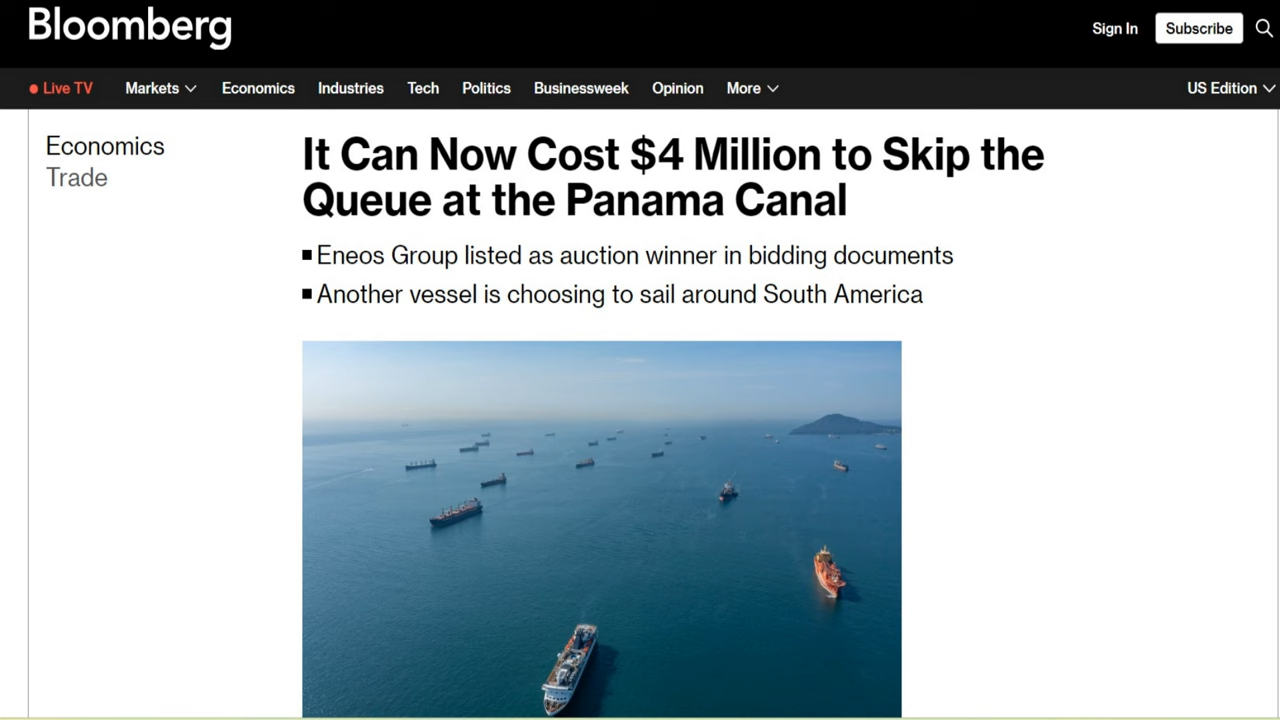 Bloomberg
Sign In
Subscribe
Live TV
Markets
Economics
Industries
Tech
Politics
Businessweek
Opinion
More
US Edition
Economics
Trade
It Can Now Cost $4 Million to Skip the
Queue at the Panama Canal
Eneos Group listed as auction winner in bidding documents
Another vessel is choosing to sail around South America